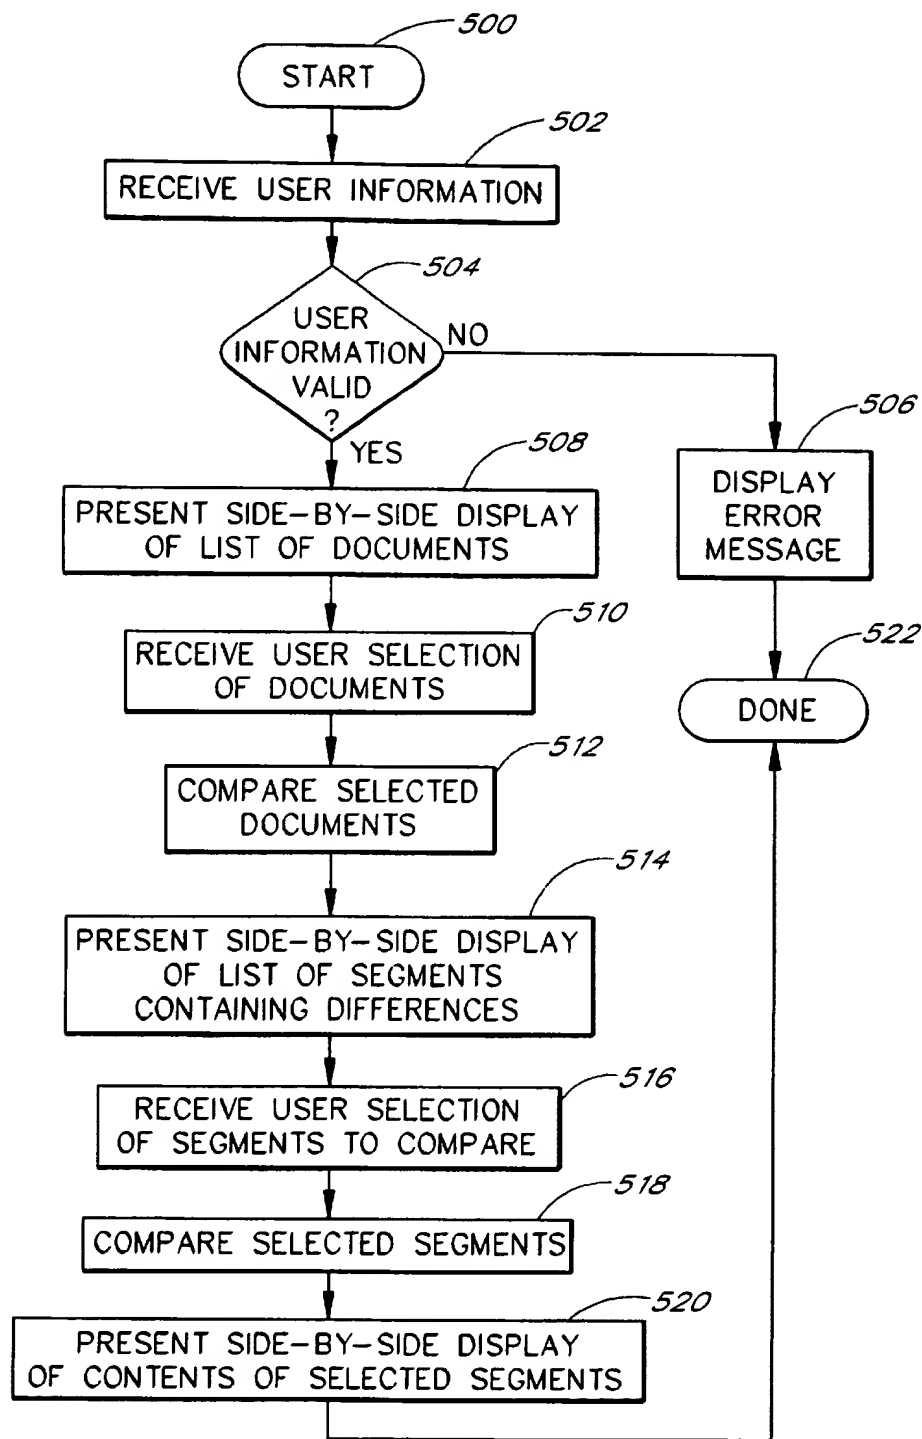 500
START
502
RECEIVE USER INFORMATION
504
USER
INFORMATION
VALID
?
NO
YES
506
DISPLAY
ERROR
MESSAGE
508
PRESENT SIDE-BY-SIDE DISPLAY
OF LIST OF DOCUMENTS
510
RECEIVE USER SELECTION
OF DOCUMENTS
522
DONE
512
COMPARE SELECTED
DOCUMENTS
514
PRESENT SIDE-BY-SIDE DISPLAY
OF LIST OF SEGMENTS
CONTAINING DIFFERENCES
516
RECEIVE USER SELECTION
OF SEGMENTS TO COMPARE
518
COMPARE SELECTED SEGMENTS
520
PRESENT SIDE-BY-SIDE DISPLAY
OF CONTENTS OF SELECTED SEGMENTS